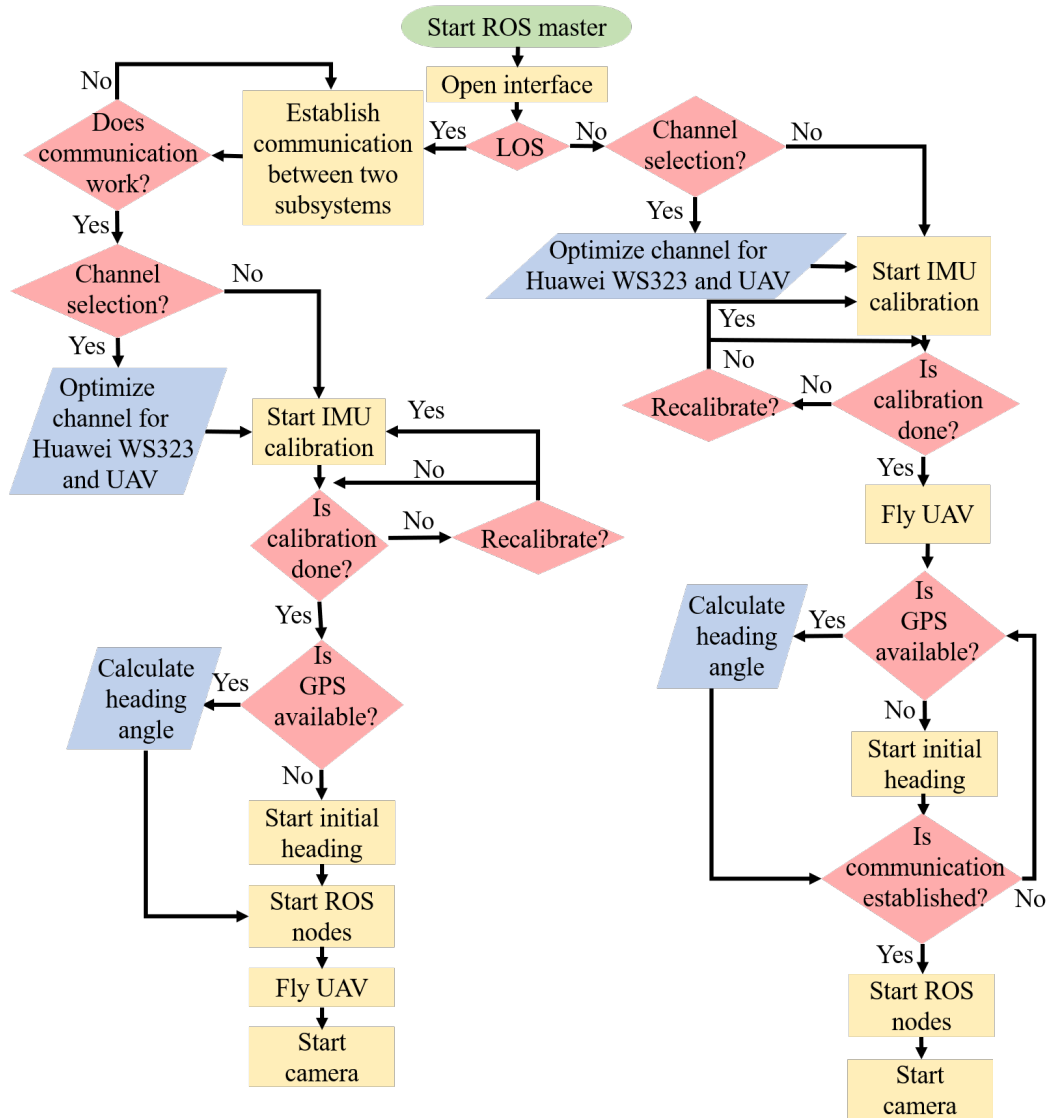 Start ROS master
Open interface
LOS
Yes
No
Establish
communication
between two
subsystems
No
Does
communication
work?
Yes
Channel
selection?
No
Yes
Optimize
channel for
Huawei WS323
and UAV
Start IMU
calibration
Yes
No
Is
calibration
done?
No
Recalibrate?
Yes
Is
GPS
available?
Yes
Calculate
heading
angle
No
Start initial
heading
Start ROS
nodes
Fly UAV
Start
camera
Channel
selection?
No
Yes
Optimize channel for
Huawei WS323 and UAV
Start IMU
calibration
Yes
No
Recalibrate?
No
Is
calibration
done?
Yes
Fly UAV
Is
GPS
available?
Yes
Calculate
heading
angle
No
Start initial
heading
Is
communication
established?
No
Yes
Start ROS
nodes
Start
camera